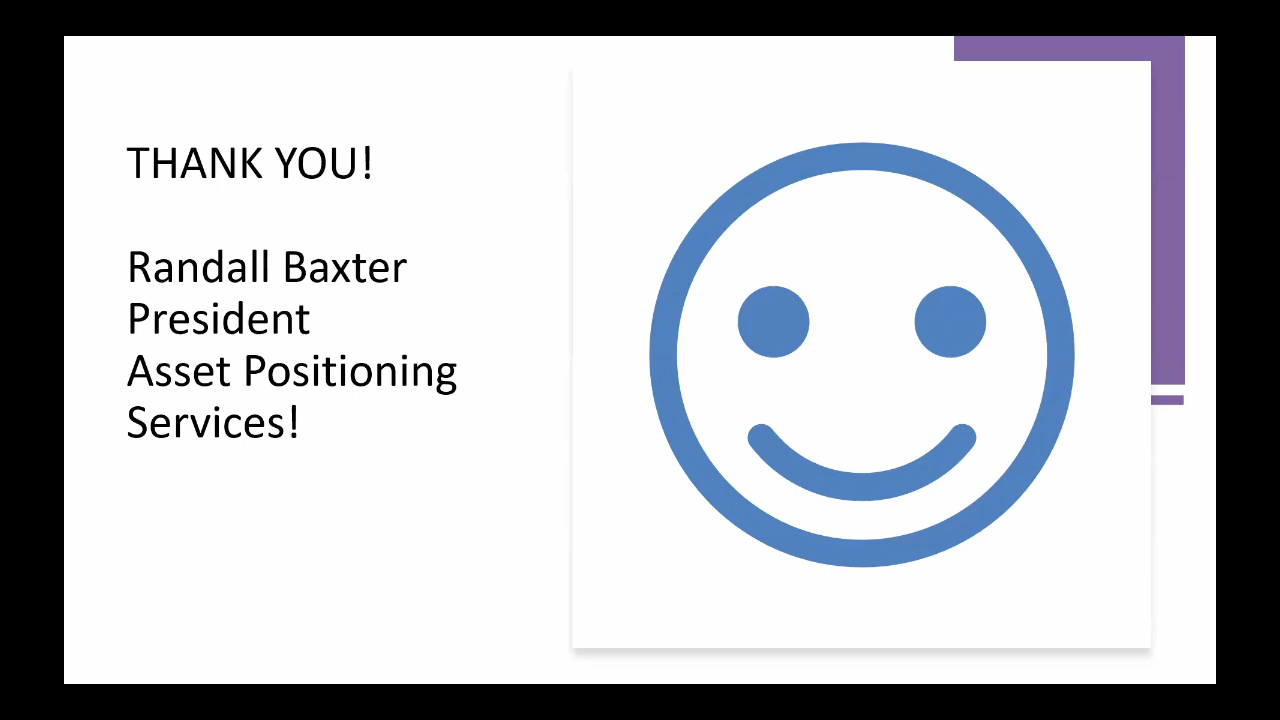 THANK YOU!
Randall Baxter
President
Asset Positioning
Services!